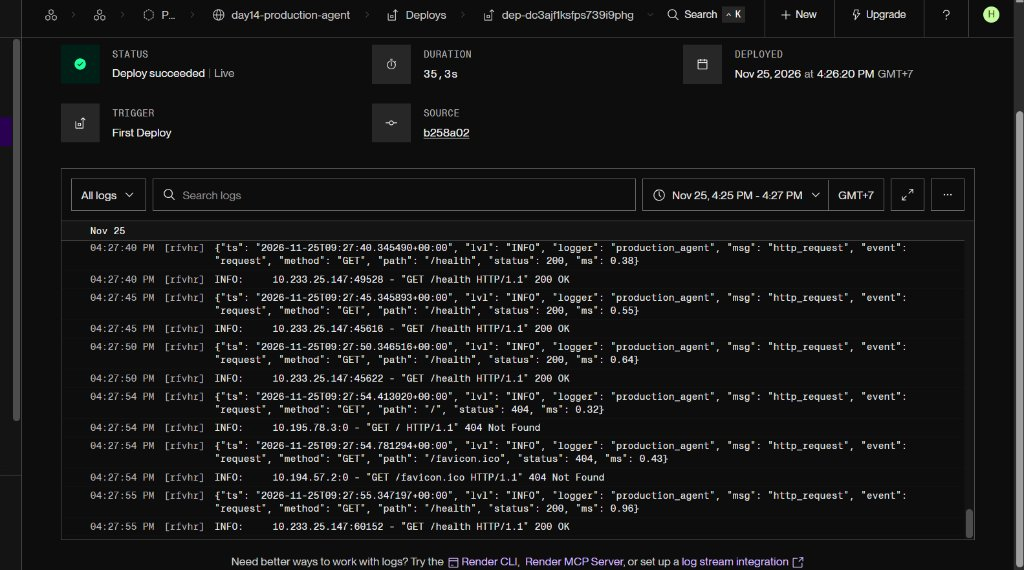 P...
day14-production-agent
Deploys
dep-dc3ajf1ksfps739i9phg
Search
K
+ New
Upgrade
?
H
STATUS
Deploy succeeded | Live
DURATION
35,3s
DEPLOYED
Nov 25, 2026 at 4:26:20 PM GMT+7
TRIGGER
First Deploy
SOURCE
b258a02
All logs
Search logs
Nov 25, 4:25 PM - 4:27 PM
GMT+7
...
Nov 25
04:27:40 PM [rfvhr] {"ts": "2026-11-25T09:27:40.345490+00:00", "lvl": "INFO", "logger": "production_agent", "msg": "http_request", "event":
"request", "method": "GET", "path": "/health", "status": 200, "ms": 0.38}
04:27:40 PM [rfvhr] INFO: 10.233.25.147:49528 - "GET /health HTTP/1.1" 200 OK
04:27:45 PM [rfvhr] {"ts": "2026-11-25T09:27:45.345893+00:00", "lvl": "INFO", "logger": "production_agent", "msg": "http_request", "event":
"request", "method": "GET", "path": "/health", "status": 200, "ms": 0.55}
04:27:45 PM [rfvhr] INFO: 10.233.25.147:45616 - "GET /health HTTP/1.1" 200 OK
04:27:50 PM [rfvhr] {"ts": "2026-11-25T09:27:50.346516+00:00", "lvl": "INFO", "logger": "production_agent", "msg": "http_request", "event":
"request", "method": "GET", "path": "/health", "status": 200, "ms": 0.64}
04:27:50 PM [rfvhr] INFO: 10.233.25.147:45622 - "GET /health HTTP/1.1" 200 OK
04:27:54 PM [rfvhr] {"ts": "2026-11-25T09:27:54.413020+00:00", "lvl": "INFO", "logger": "production_agent", "msg": "http_request", "event":
"request", "method": "GET", "path": "/", "status": 404, "ms": 0.32}
04:27:54 PM [rfvhr] INFO: 10.195.78.3:0 - "GET / HTTP/1.1" 404 Not Found
04:27:54 PM [rfvhr] {"ts": "2026-11-25T09:27:54.781294+00:00", "lvl": "INFO", "logger": "production_agent", "msg": "http_request", "event":
"request", "method": "GET", "path": "/favicon.ico", "status": 404, "ms": 0.43}
04:27:54 PM [rfvhr] INFO: 10.194.57.2:0 - "GET /favicon.ico HTTP/1.1" 404 Not Found
04:27:55 PM [rfvhr] {"ts": "2026-11-25T09:27:55.347197+00:00", "lvl": "INFO", "logger": "production_agent", "msg": "http_request", "event":
"request", "method": "GET", "path": "/health", "status": 200, "ms": 0.96}
04:27:55 PM [rfvhr] INFO: 10.233.25.147:60152 - "GET /health HTTP/1.1" 200 OK
Need better ways to work with logs? Try the Render CLI, Render MCP Server, or set up a log stream integration